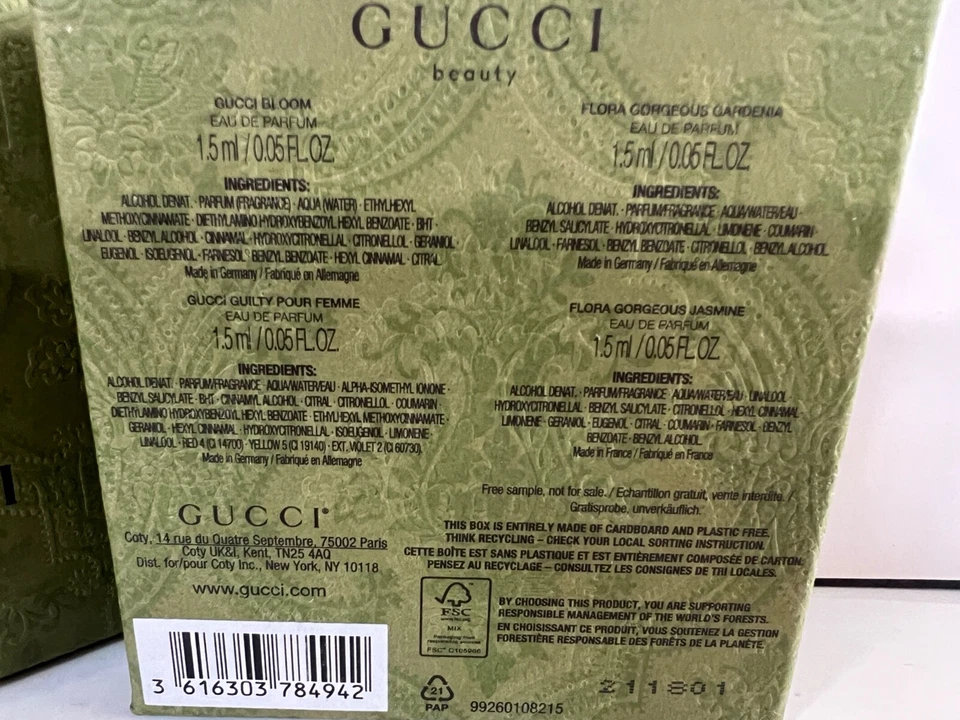 GUCCI
beauty
GUCCI BLOOM
EAU DE PARFUM
1.5 ml / 0.05 FL. OZ.
INGREDIENTS:
ALCOHOL DENAT. · PARFUM (FRAGRANCE) · AQUA (WATER) · ETHYLHEXYL
METHOXYCINNAMATE · DIETHYLAMINO HYDROXYBENZOYL HEXYL BENZOATE · BHT ·
LINALOOL · BENZYL ALCOHOL · CINNAMAL · HYDROXYCITRONELLAL · CITRONELLOL · GERANIOL ·
EUGENOL · ISOEUGENOL · FARNESOL · BENZYL BENZOATE · HEXYL CINNAMAL · CITRAL
Made in Germany / Fabriqué en Allemagne
FLORA GORGEOUS GARDENIA
EAU DE PARFUM
1.5 ml / 0.05 FL. OZ.
INGREDIENTS:
ALCOHOL DENAT. · PARFUM/FRAGRANCE · AQUA/WATER/EAU ·
BENZYL SALICYLATE · HYDROXYCITRONELLAL · LIMONENE · COUMARIN ·
LINALOOL · FARNESOL · BENZYL BENZOATE · CITRONELLOL · BENZYL ALCOHOL
Made in Germany / Fabriqué en Allemagne
GUCCI GUILTY POUR FEMME
EAU DE PARFUM
1.5 ml / 0.05 FL. OZ.
INGREDIENTS:
ALCOHOL DENAT. · PARFUM/FRAGRANCE · AQUA/WATER/EAU · ALPHA-ISOMETHYL IONONE ·
BENZYL SALICYLATE · BHT · CINNAMYL ALCOHOL · CITRAL · CITRONELLOL · COUMARIN ·
DIETHYLAMINO HYDROXYBENZOYL HEXYL BENZOATE · ETHYLHEXYL METHOXYCINNAMATE ·
GERANIOL · HEXYL CINNAMAL · HYDROXYCITRONELLAL · ISOEUGENOL · LIMONENE ·
LINALOOL · RED 4 (CI 14700) · YELLOW 5 (CI 19140) · EXT. VIOLET 2 (CI 60730).
Made in Germany / Fabriqué en Allemagne
FLORA GORGEOUS JASMINE
EAU DE PARFUM
1.5 ml / 0.05 FL. OZ.
INGREDIENTS:
ALCOHOL DENAT. · PARFUM/FRAGRANCE · AQUA/WATER/EAU · LINALOOL ·
HYDROXYCITRONELLAL · BENZYL SALICYLATE · CITRONELLOL · HEXYL CINNAMAL ·
LIMONENE · GERANIOL · EUGENOL · CITRAL · COUMARIN · FARNESOL · BENZYL
BENZOATE · BENZYL ALCOHOL.
Made in France / Fabriqué en France
Free sample, not for sale. / Echantillon gratuit, vente interdite. /
Gratisprobe, unverkäuflich.
GUCCI®
Coty, 14 rue du Quatre Septembre, 75002 Paris
Coty UK&I, Kent, TN25 4AQ
Dist. for/pour Coty Inc., New York, NY 10118
www.gucci.com
THIS BOX IS ENTIRELY MADE OF CARDBOARD AND PLASTIC FREE.
THINK RECYCLING – CHECK YOUR LOCAL SORTING INSTRUCTION.
CETTE BOÎTE EST SANS PLASTIQUE ET EST ENTIÈREMENT COMPOSÉE DE CARTON.
PENSEZ AU RECYCLAGE – CONSULTEZ LES CONSIGNES DE TRI LOCALES.
FSC
MIX
Packaging from
responsible sources
FSC® C105986
BY CHOOSING THIS PRODUCT, YOU ARE SUPPORTING
RESPONSIBLE MANAGEMENT OF THE WORLD'S FORESTS.
EN CHOISISSANT CE PRODUIT, VOUS SOUTENEZ LA GESTION
FORESTIÈRE RESPONSABLE DES FORÊTS DE LA PLANÈTE.
3 616303 784942
21
PAP
99260108215
211801